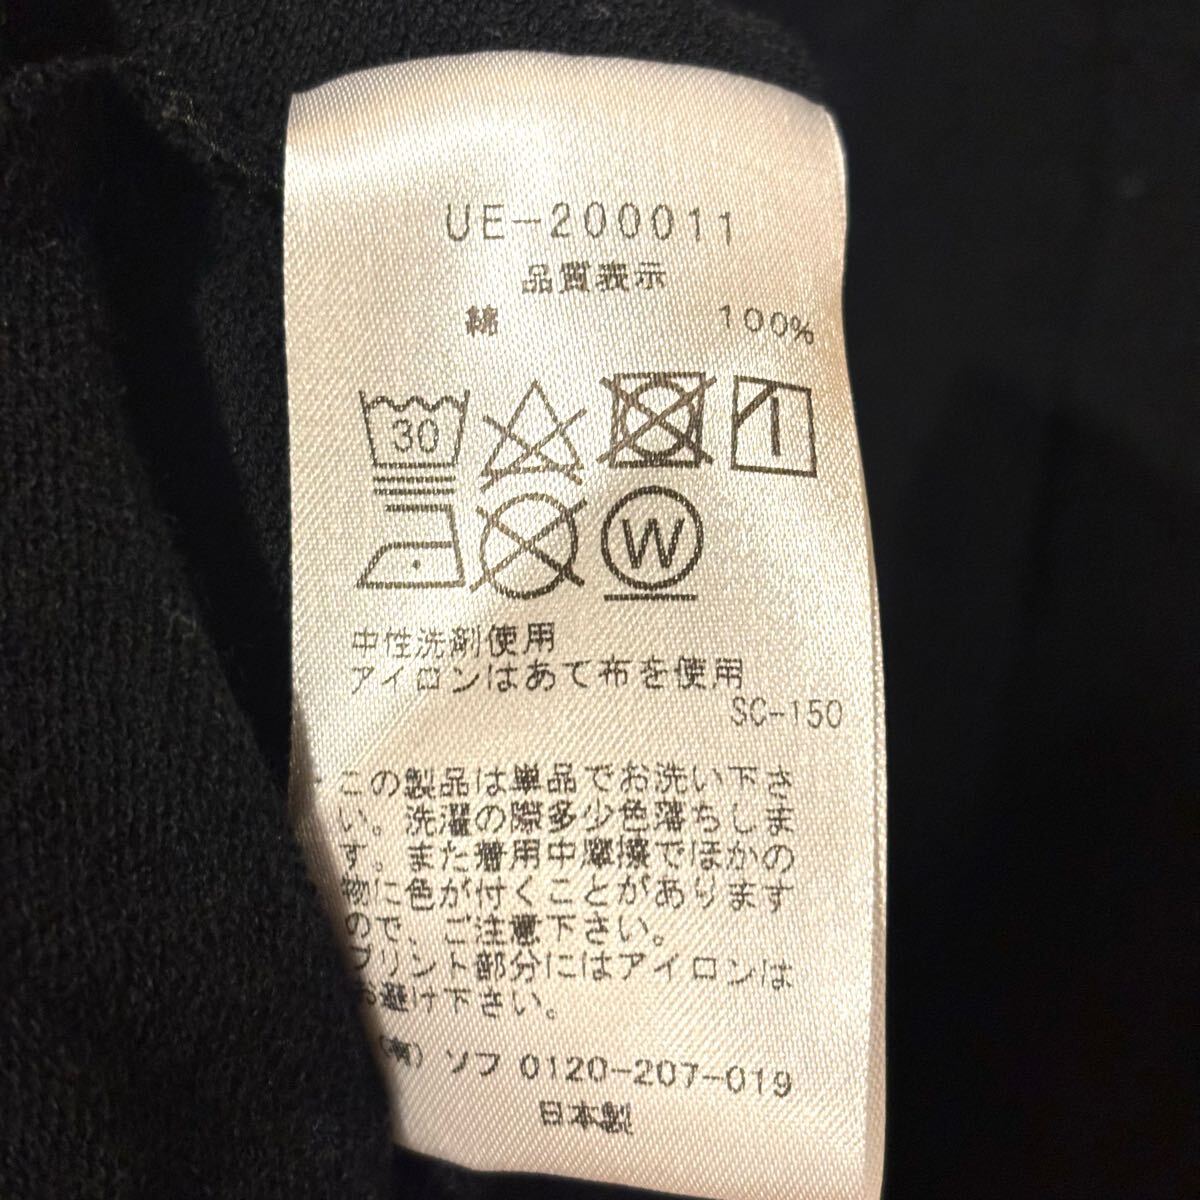 UE-200011
品質表示
綿 100%
30
W
中性洗剤使用
アイロンはあて布を使用
SC-150
この製品は単品でお洗い下さ
い。洗濯の際多少色落ちしま
す。また着用中摩擦でほかの
物に色が付くことがあります
ので、ご注意下さい。
プリント部分にはアイロンは
お避け下さい。
(有) ソフ 0120-207-019
日本製